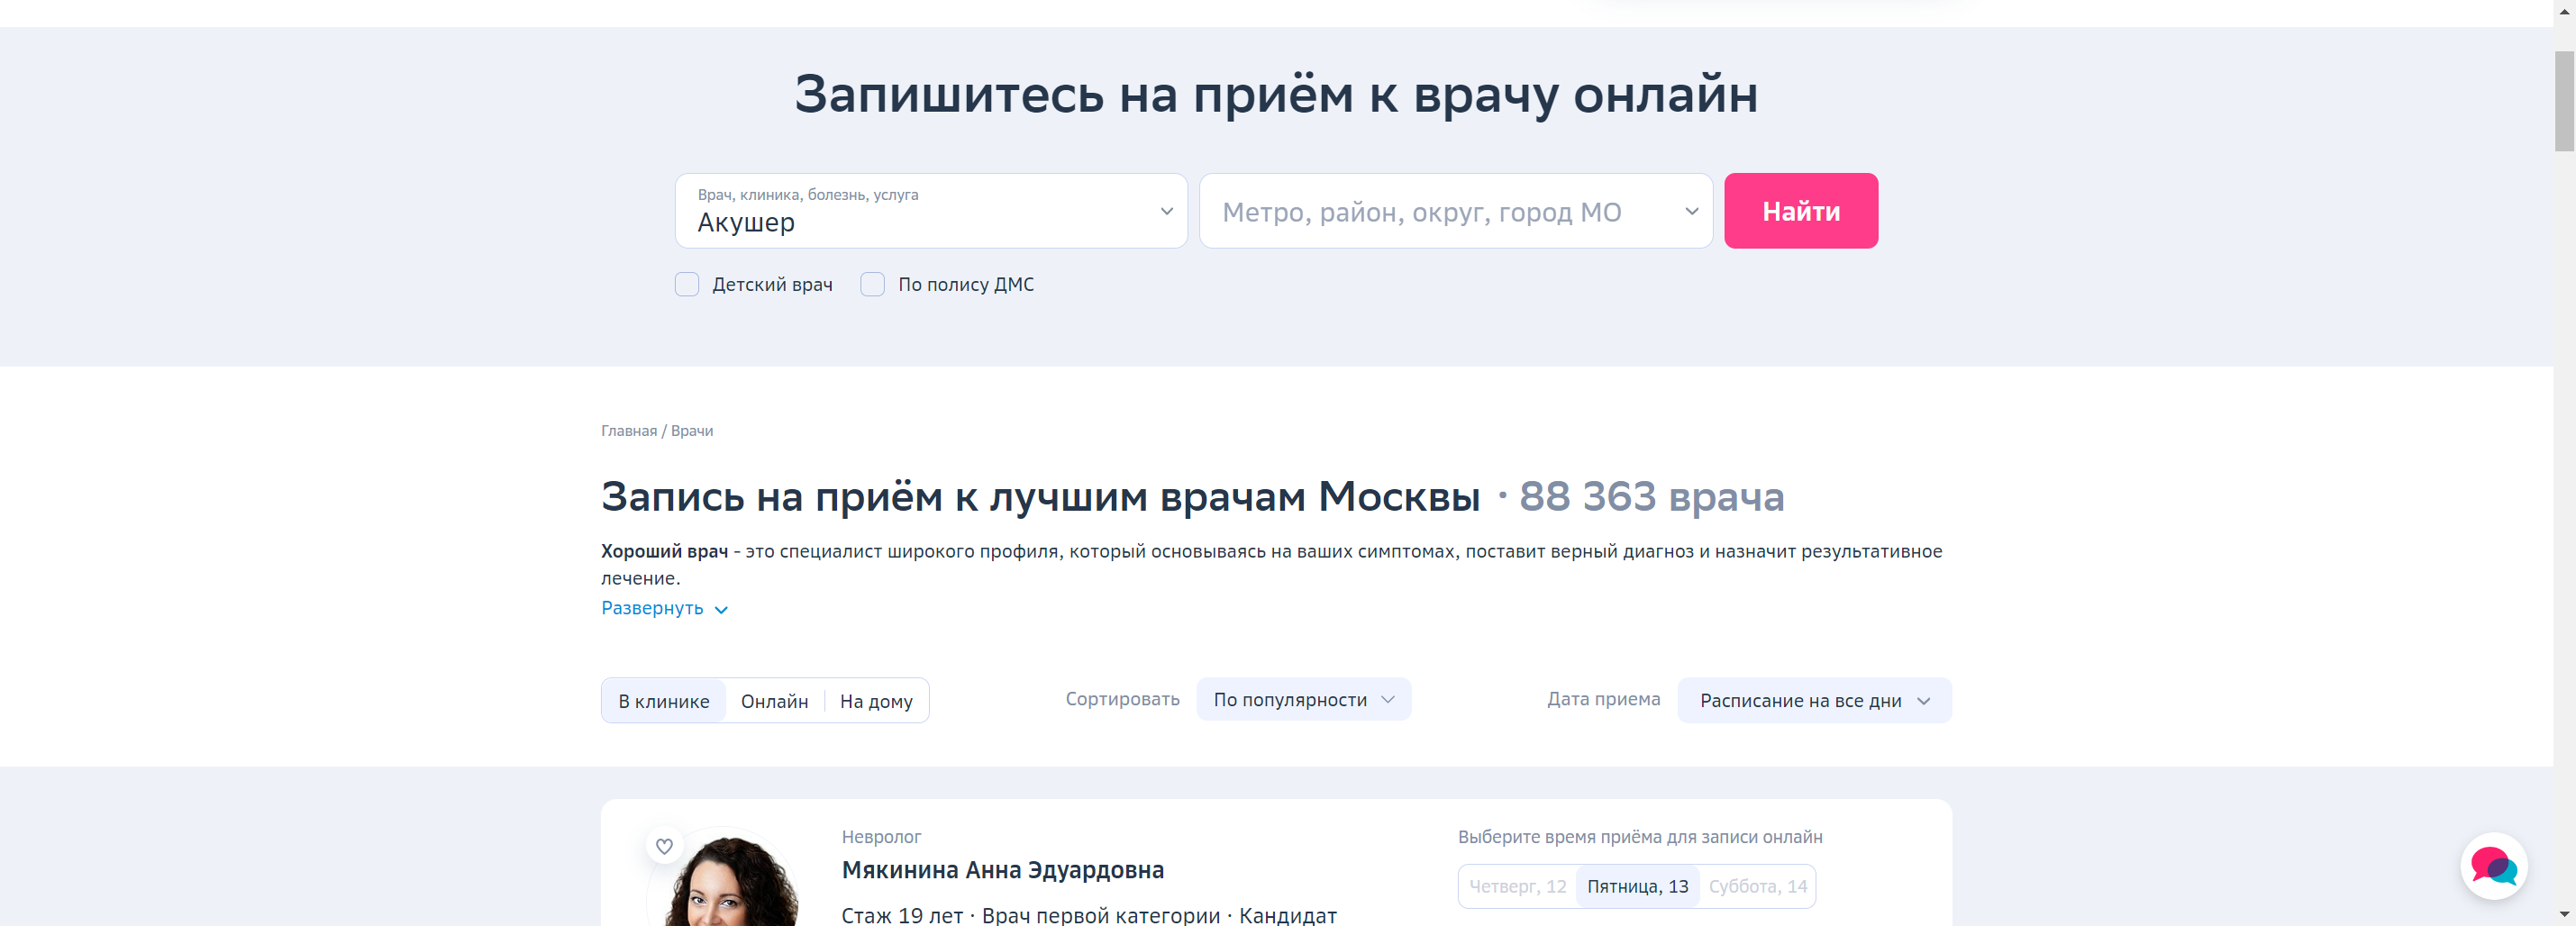 Запишитесь на приём к врачу онлайн
Врач, клиника, болезнь, услуга
Акушер
Метро, район, округ, город МО
Найти
Детский врач
По полису ДМС
Главная / Врачи
Запись на приём к лучшим врачам Москвы · 88 363 врача
Хороший врач - это специалист широкого профиля, который основываясь на ваших симптомах, поставит верный диагноз и назначит результативное
лечение.
Развернуть
В клинике Онлайн На дому
Сортировать По популярности
Дата приема Расписание на все дни
Невролог
Мякинина Анна Эдуардовна
Стаж 19 лет · Врач первой категории · Кандидат
Выберите время приёма для записи онлайн
Четверг, 12 Пятница, 13 Суббота, 14